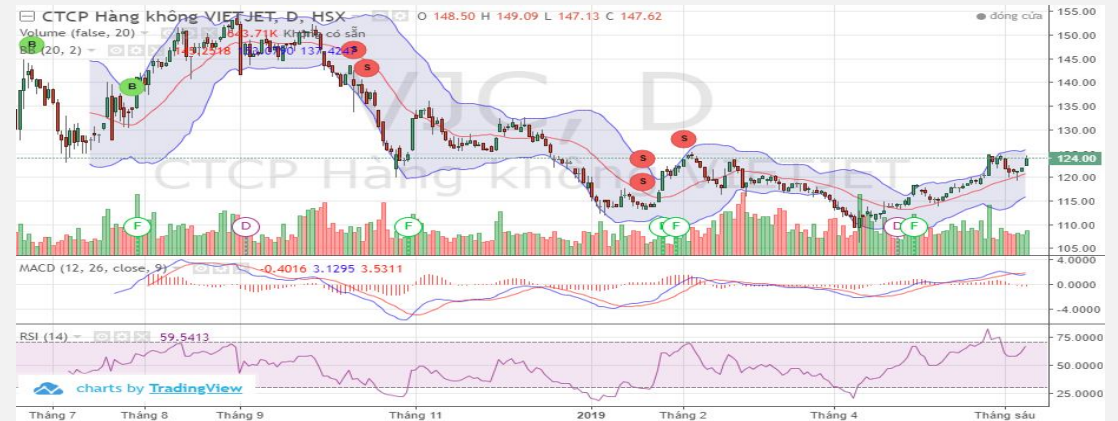 CTCP Hàng không VIETJET, D, HSX O 148.50 H 149.09 L 147.13 C 147.62
đóng cửa
Volume (false, 20) 843.71K Không có sẵn
BB (20, 2)
B
B
S
S
S
S
S
VJC, D
CTCP Hàng không VIETJET
155.00
150.00
145.00
140.00
135.00
130.00
124.00
120.00
115.00
110.00
105.00
F
D
F
F
D
F
MACD (12, 26, close, 9) -0.4016 3.1295 3.5311
4.0000
0.0000
-4.0000
RSI (14) 59.5413
75.0000
50.0000
25.0000
charts by TradingView
Tháng 7 Tháng 8 Tháng 9 Tháng 11 2019 Tháng 2 Tháng 4 Tháng sáu